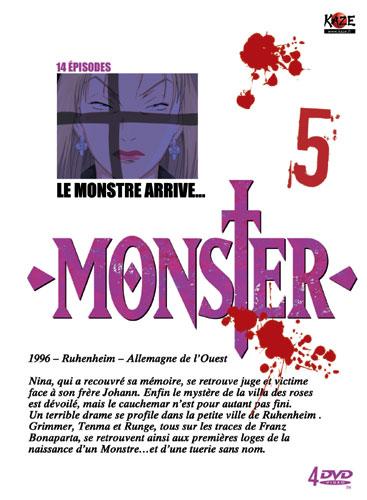 KAZE
www.kaze.fr
14 ÉPISODES
5
LE MONSTRE ARRIVE...
MONSTER
1996 – Ruhenheim – Allemagne de l'Ouest
Nina, qui a recouvré sa mémoire, se retrouve juge et victime
face à son frère Johann. Enfin le mystère de la villa des roses
est dévoilé, mais le cauchemar n'est pour autant pas fini.
Un terrible drame se profile dans la petite ville de Ruhenheim .
Grimmer, Tenma et Runge, tous sur les traces de Franz
Bonaparta, se retrouvent ainsi aux premières loges de la
naissance d'un Monstre…et d'une tuerie sans nom.
4 DVD
VIDEO